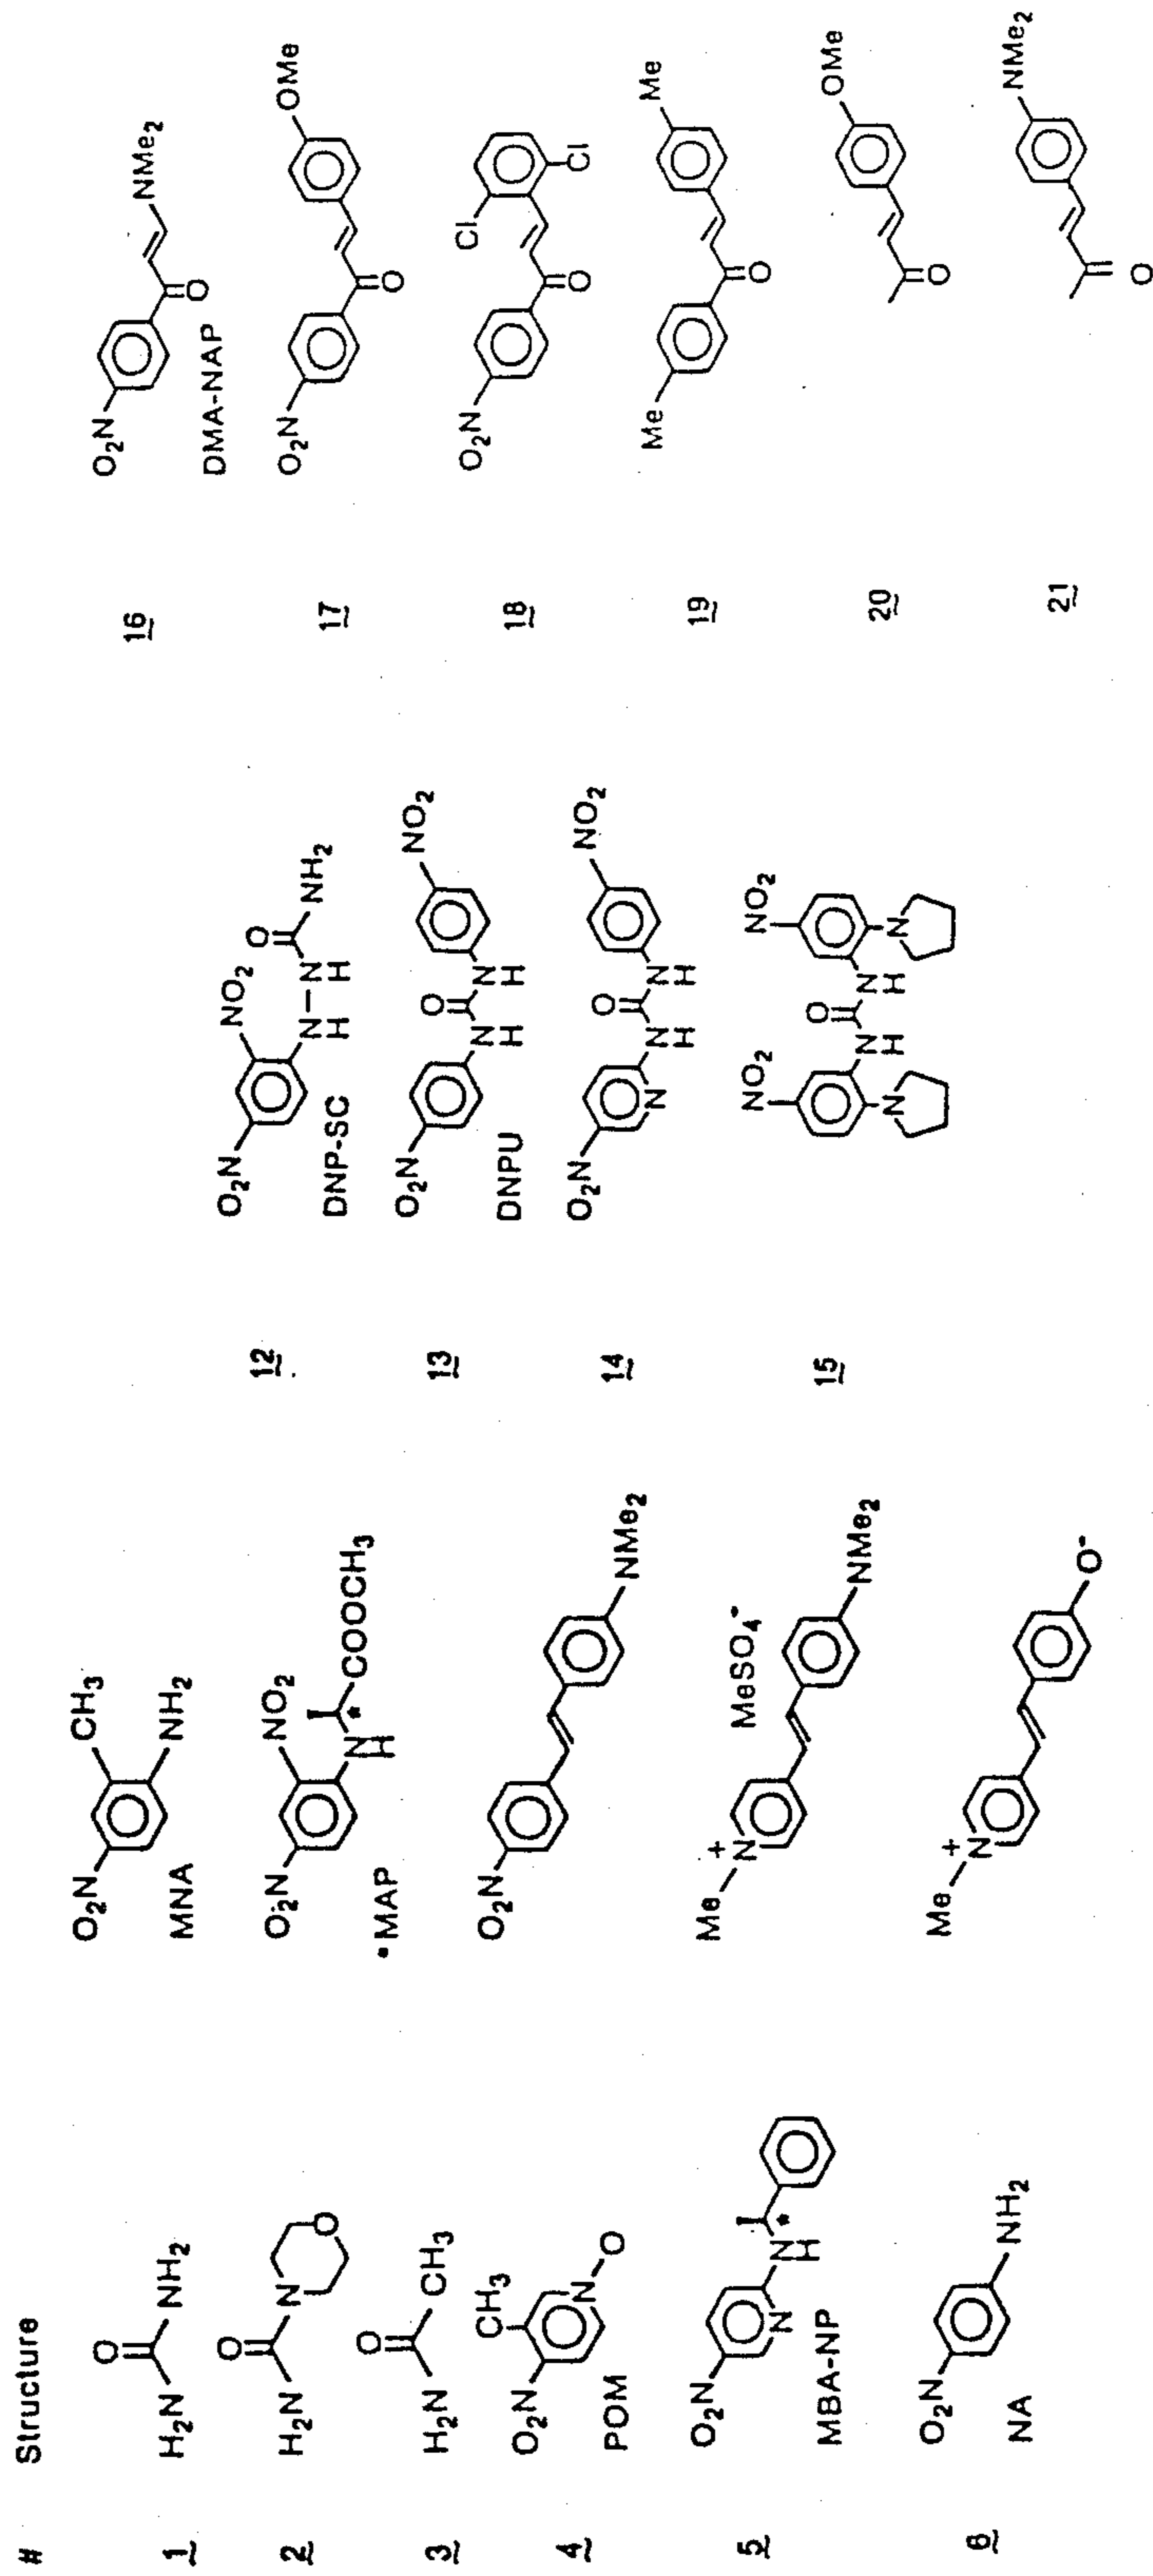 # Structure
1
O
H2N NH2
2
O
H2N N O
3
O
H2N CH3
4
CH3
O2N N O
POM
5
O2N N N H *
MBA-NP
6
O2N NH2
NA
O2N CH3
NH2
MNA
O2N NO2
N H * COOCH3
•MAP
O2N
NMe2
Me N+ MeSO4-
NMe2
Me N+
O-
12
O2N NO2 O
N H N H NH2
DNP-SC
13
O2N O NO2
N H N H
DNPU
14
O2N O NO2
N N H N H
15
NO2 O NO2
N H N H
N N
16
O2N NMe2
O
DMA-NAP
17
O2N OMe
O
18
O2N Cl
O Cl
19
Me Me
O
20
OMe
O
21
NMe2
O